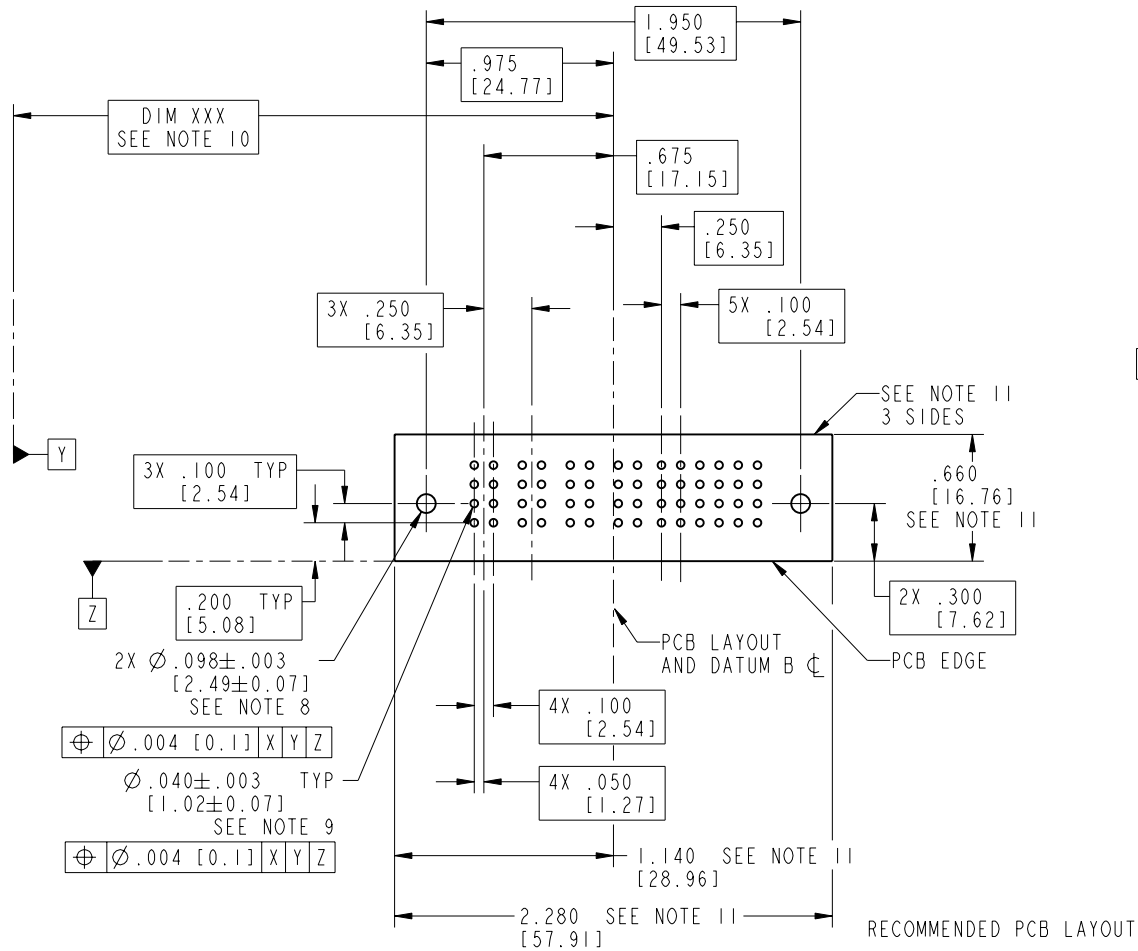 1.950
[49.53]
.975
[24.77]
DIM XXX
SEE NOTE 10
.675
[17.15]
.250
[6.35]
3X .250
[6.35]
5X .100
[2.54]
SEE NOTE 11
3 SIDES
Y
3X .100 TYP
[2.54]
.660
[16.76]
SEE NOTE 11
Z
.200 TYP
[5.08]
2X .300
[7.62]
PCB LAYOUT
AND DATUM B ℄
PCB EDGE
2X Ø.098±.003
[2.49±0.07]
SEE NOTE 8
⌖ Ø.004 [0.1] X Y Z
4X .100
[2.54]
Ø.040±.003 TYP
[1.02±0.07]
SEE NOTE 9
⌖ Ø.004 [0.1] X Y Z
4X .050
[1.27]
1.140 SEE NOTE 11
[28.96]
2.280 SEE NOTE 11
[57.91]
RECOMMENDED PCB LAYOUT